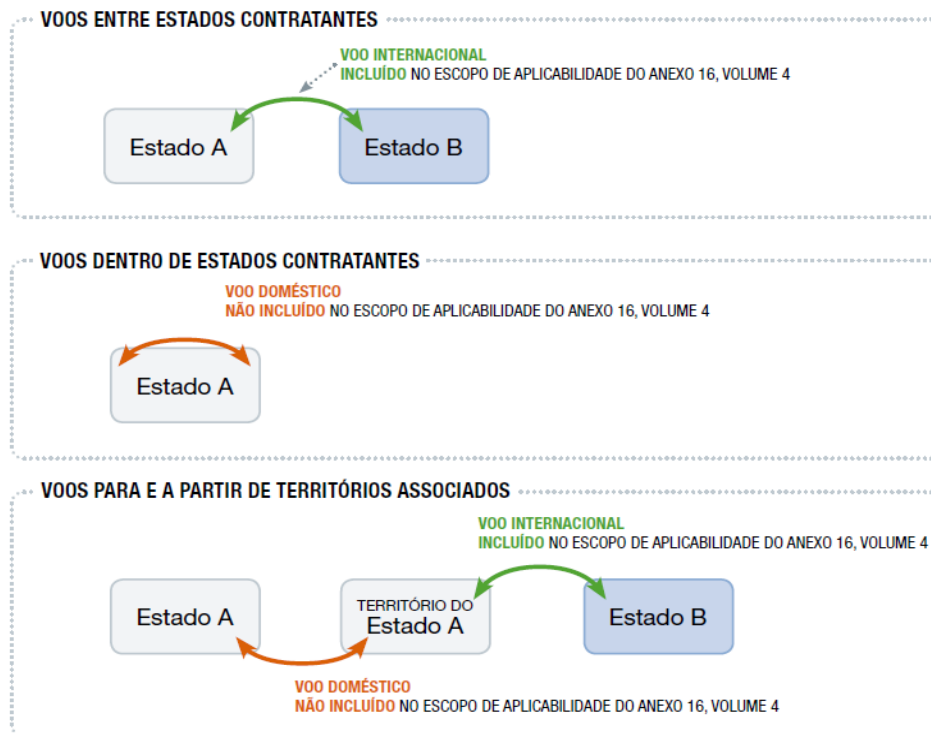 VOOS ENTRE ESTADOS CONTRATANTES
VOO INTERNACIONAL
INCLUÍDO NO ESCOPO DE APLICABILIDADE DO ANEXO 16, VOLUME 4
Estado A
Estado B
VOOS DENTRO DE ESTADOS CONTRATANTES
VOO DOMÉSTICO
NÃO INCLUÍDO NO ESCOPO DE APLICABILIDADE DO ANEXO 16, VOLUME 4
Estado A
VOOS PARA E A PARTIR DE TERRITÓRIOS ASSOCIADOS
VOO INTERNACIONAL
INCLUÍDO NO ESCOPO DE APLICABILIDADE DO ANEXO 16, VOLUME 4
Estado A
TERRITÓRIO DO
Estado A
Estado B
VOO DOMÉSTICO
NÃO INCLUÍDO NO ESCOPO DE APLICABILIDADE DO ANEXO 16, VOLUME 4